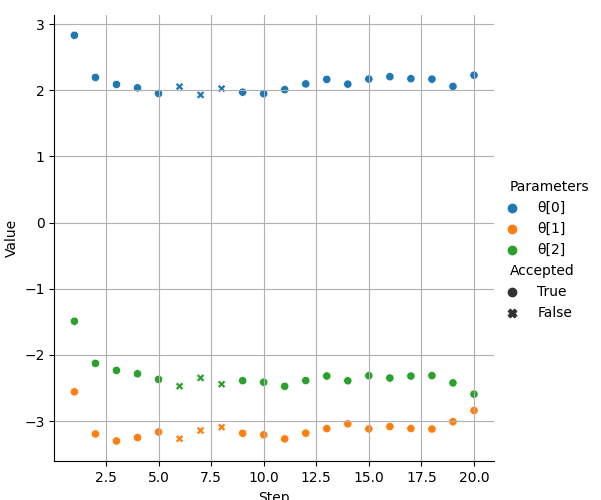 3
2
1
0
−1
−2
−3
Value
2.5 5.0 7.5 10.0 12.5 15.0 17.5 20.0
Step
Parameters
θ[0]
θ[1]
θ[2]
Accepted
True
False